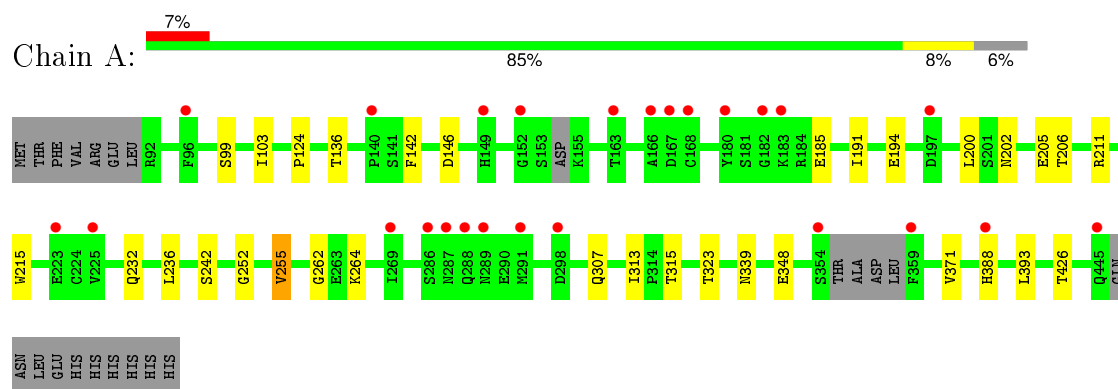 7%
Chain A:
85% 8% 6%
MET THR PHE VAL ARG GLU LEU R92 F96 S99 I103 P124 T136 P140 S141 F142 D146 H149 G152 S153 ASP K155 T163 A166 D167 C168 Y180 S181 G182 K183 R184 E185 I191 E194 D197 L200 S201 N202 E205 T206 R211
W215 E223 C224 V225 Q232 L236 S242 G252 V255 G262 E263 K264 I269 S286 N287 Q288 N289 E290 M291 D298 Q307 I313 P314 T315 T323 N339 E348 S354 THR ALA ASP LEU F359 V371 H388 L393 T426 Q445 GLN
ASN LEU GLU HIS HIS HIS HIS HIS HIS